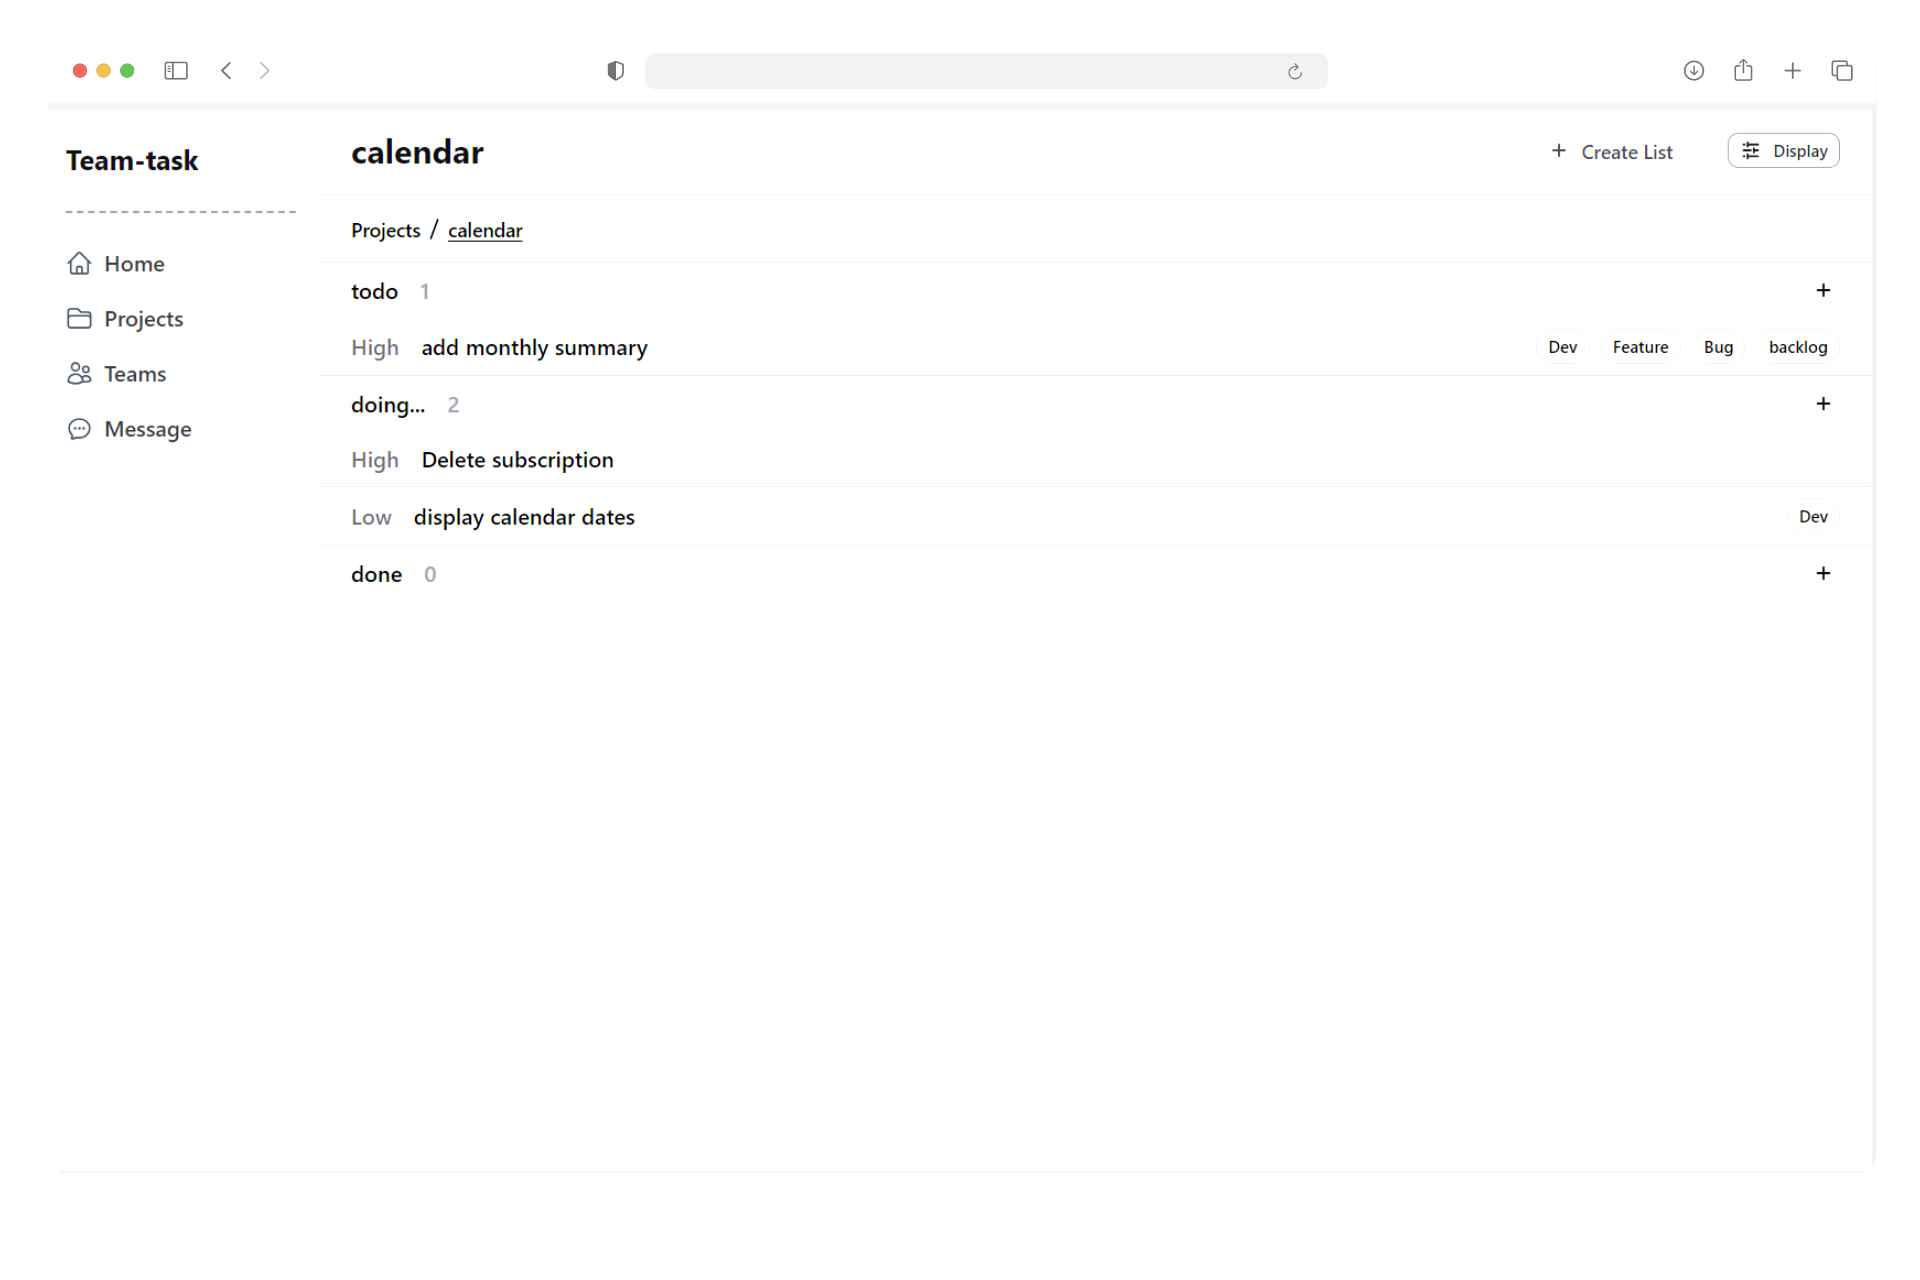 Team-task
Home
Projects
Teams
Message
calendar
+ Create List
Display
Projects / calendar
todo 1 +
High add monthly summary Dev Feature Bug backlog
doing... 2 +
High Delete subscription
Low display calendar dates Dev
done 0 +